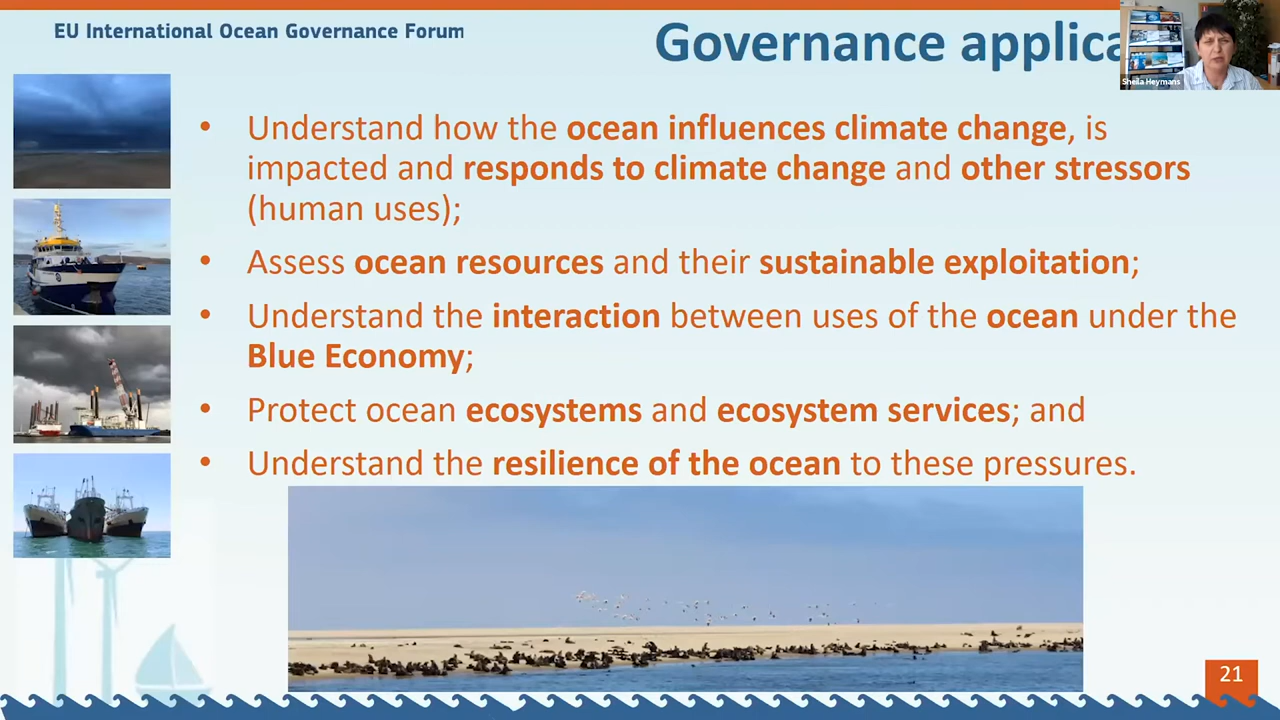 EU International Ocean Governance Forum
Governance
Sheila Heymans
• Understand how the ocean influences climate change, is
impacted and responds to climate change and other stressors
(human uses);
• Assess ocean resources and their sustainable exploitation;
• Understand the interaction between uses of the ocean under the
Blue Economy;
• Protect ocean ecosystems and ecosystem services; and
• Understand the resilience of the ocean to these pressures.
21